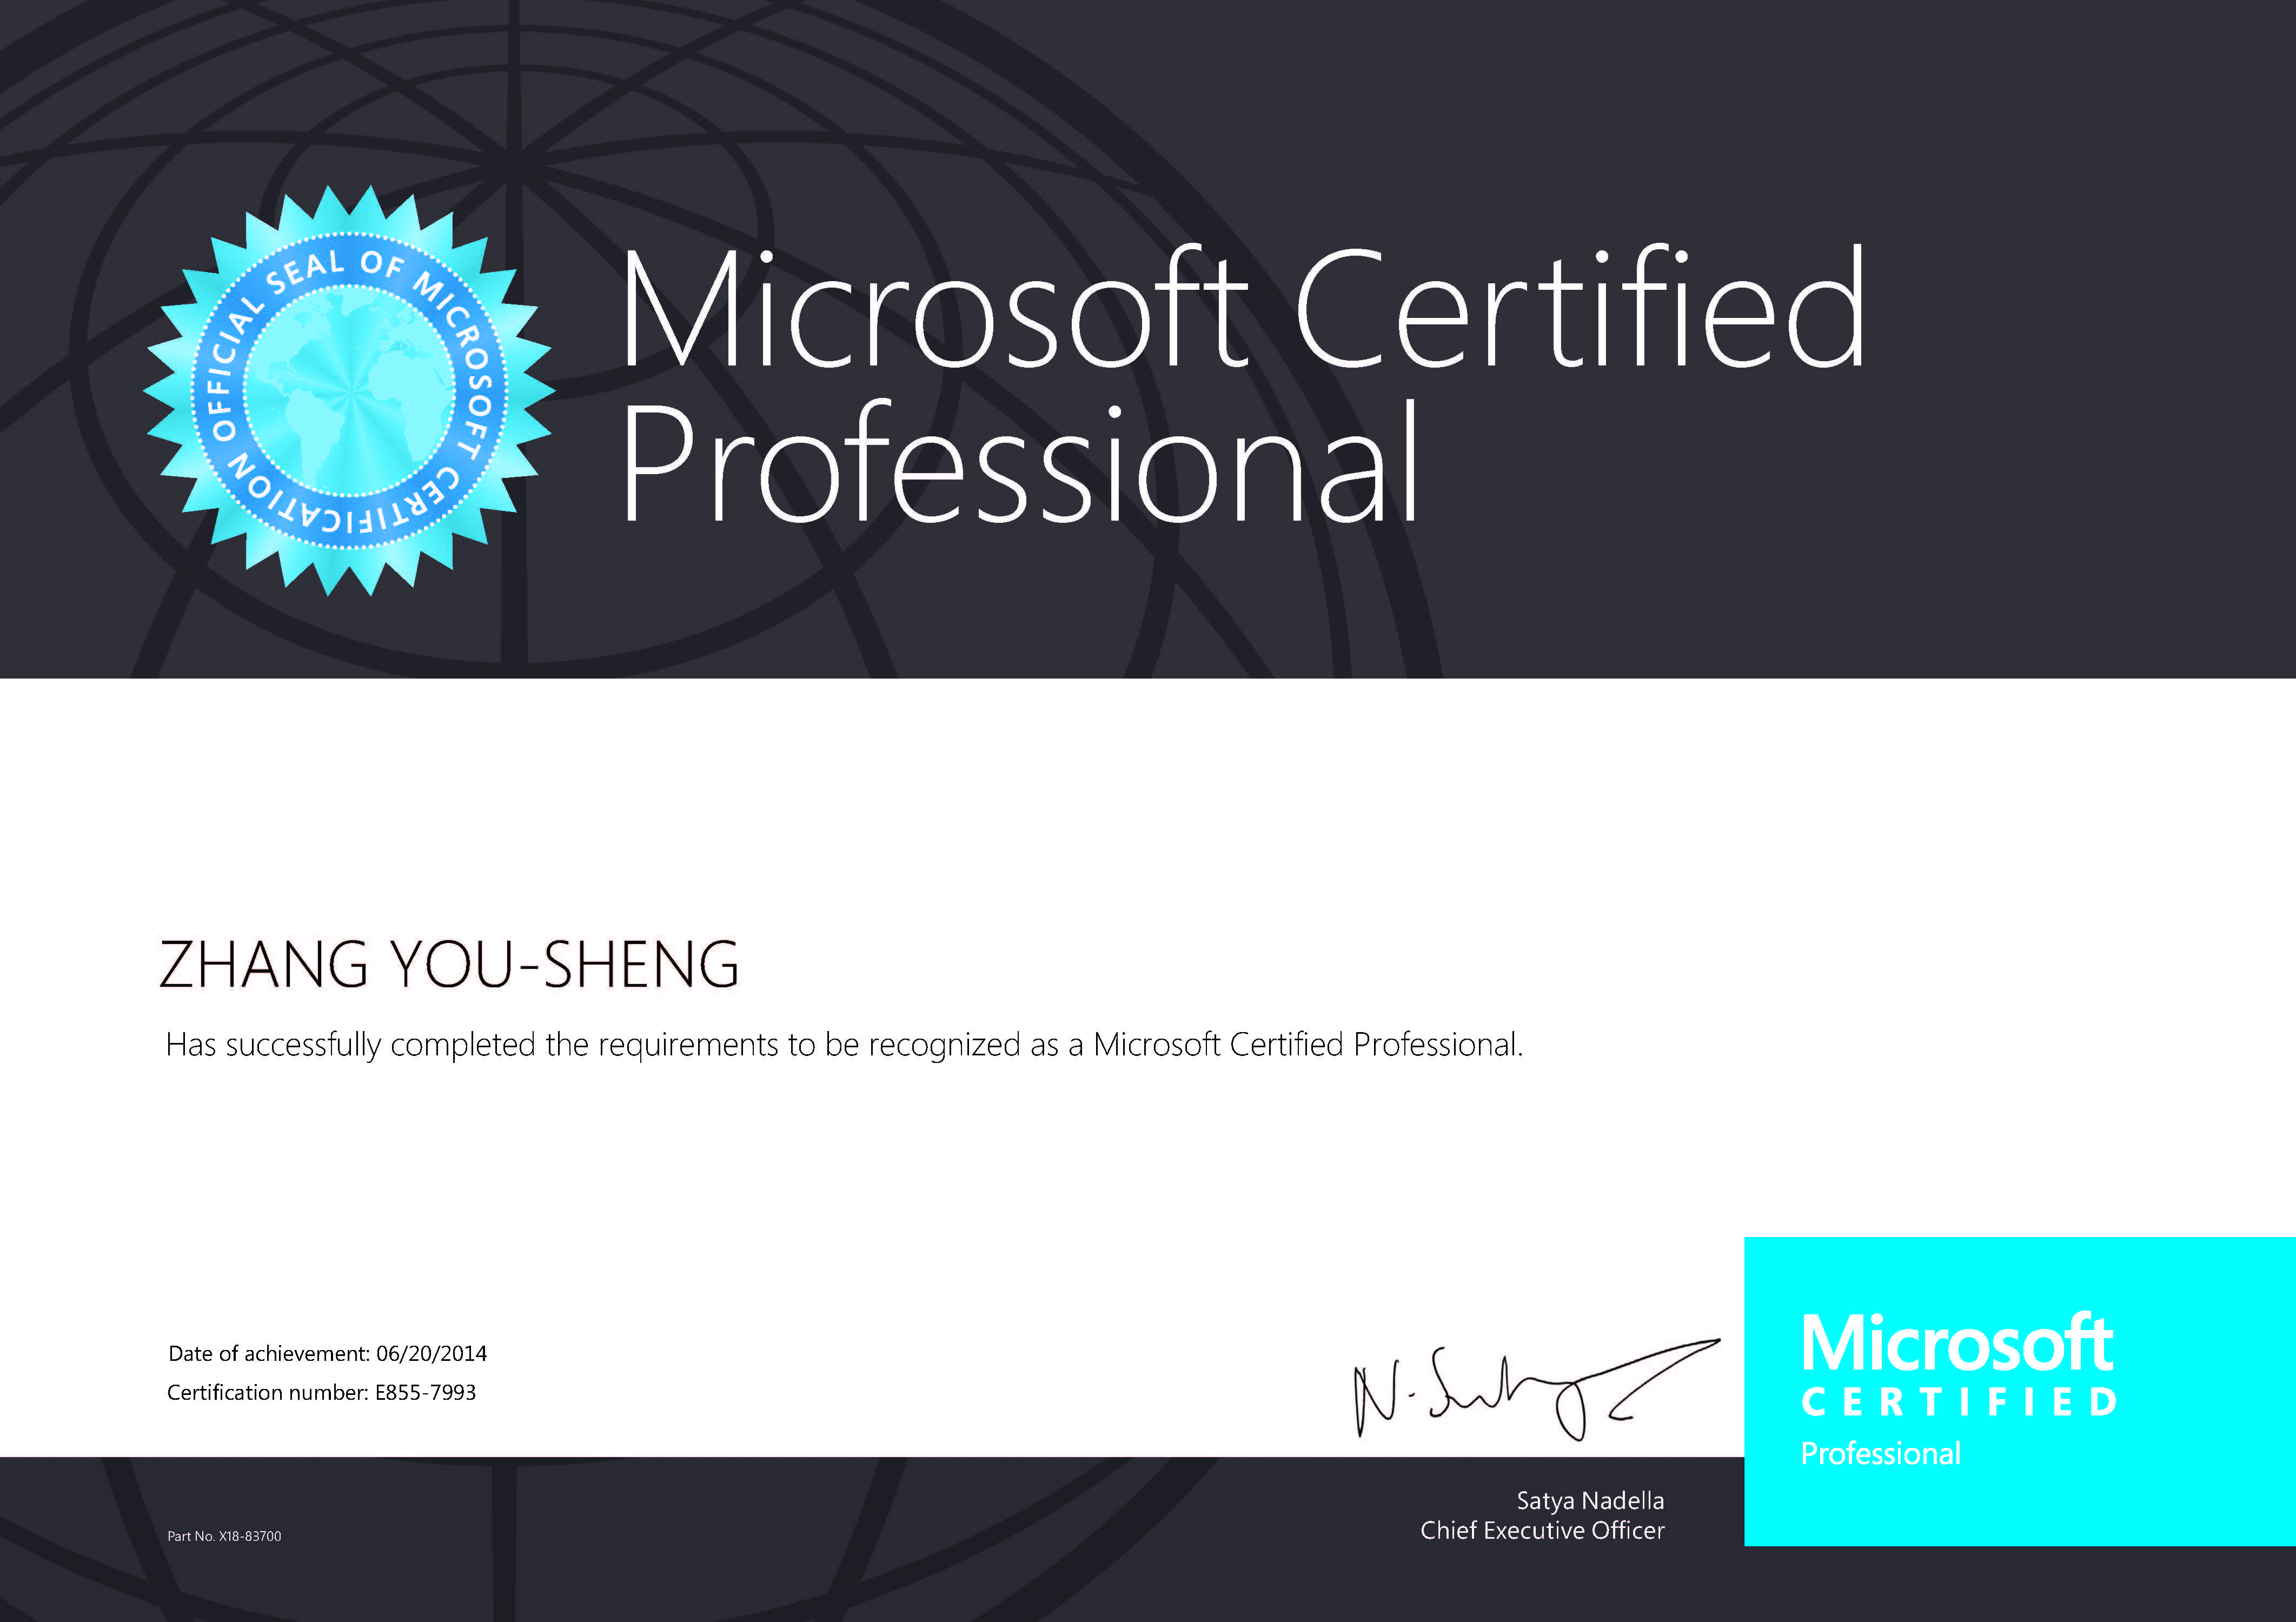 OFFICIAL SEAL OF MICROSOFT CERTIFICATION
Microsoft Certified
Professional
ZHANG YOU-SHENG
Has successfully completed the requirements to be recognized as a Microsoft Certified Professional.
Date of achievement: 06/20/2014
Certification number: E855-7993
Microsoft
CERTIFIED
Professional
Satya Nadella
Chief Executive Officer
Part No. X18-83700